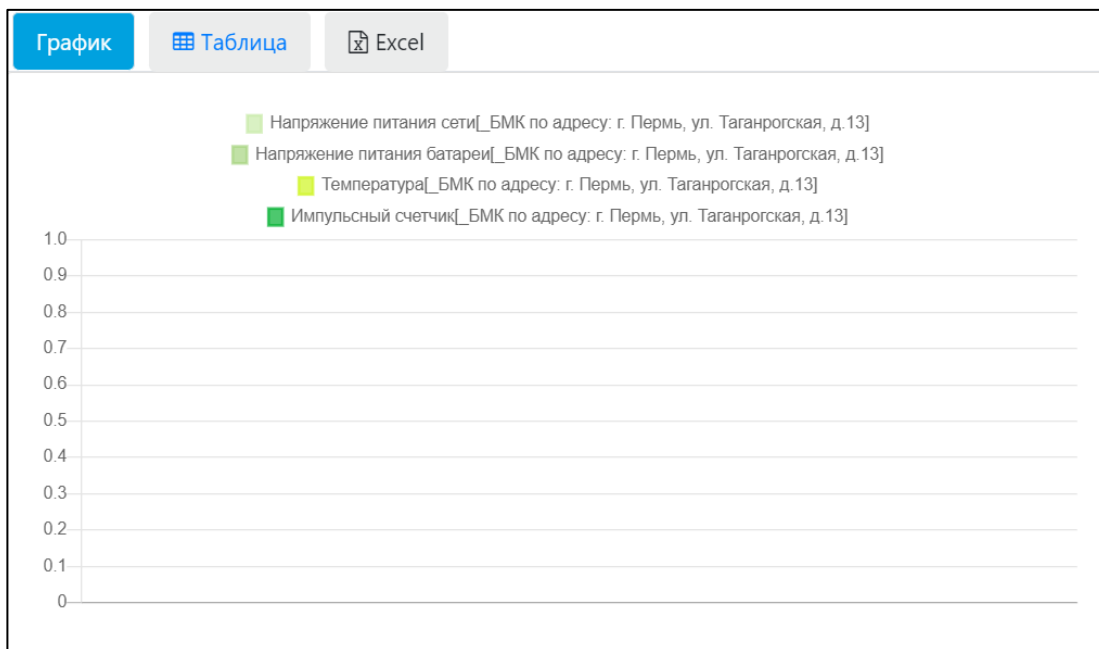 График Таблица Excel
Напряжение питания сети[_БМК по адресу: г. Пермь, ул. Таганрогская, д.13]
Напряжение питания батареи[_БМК по адресу: г. Пермь, ул. Таганрогская, д.13]
Температура[_БМК по адресу: г. Пермь, ул. Таганрогская, д.13]
Импульсный счетчик[_БМК по адресу: г. Пермь, ул. Таганрогская, д.13]
1.0
0.9
0.8
0.7
0.6
0.5
0.4
0.3
0.2
0.1
0